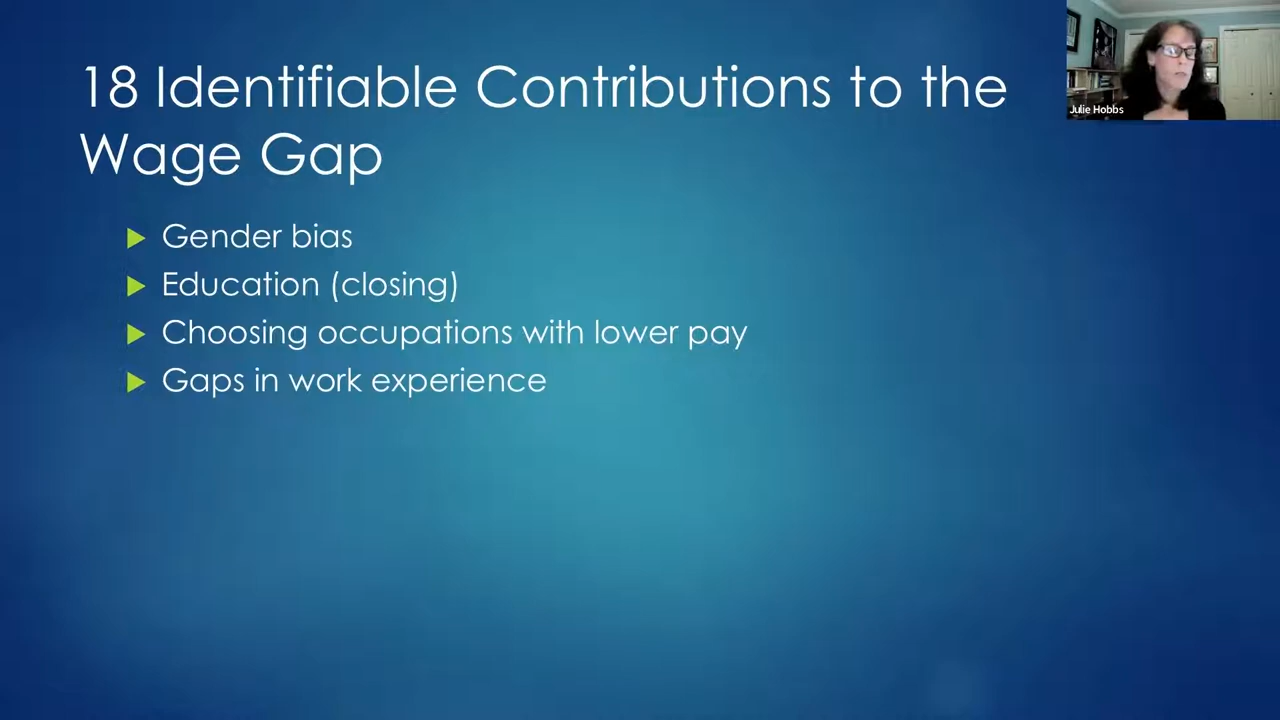 18 Identifiable Contributions to the
Wage Gap
Gender bias
Education (closing)
Choosing occupations with lower pay
Gaps in work experience
Julie Hobbs